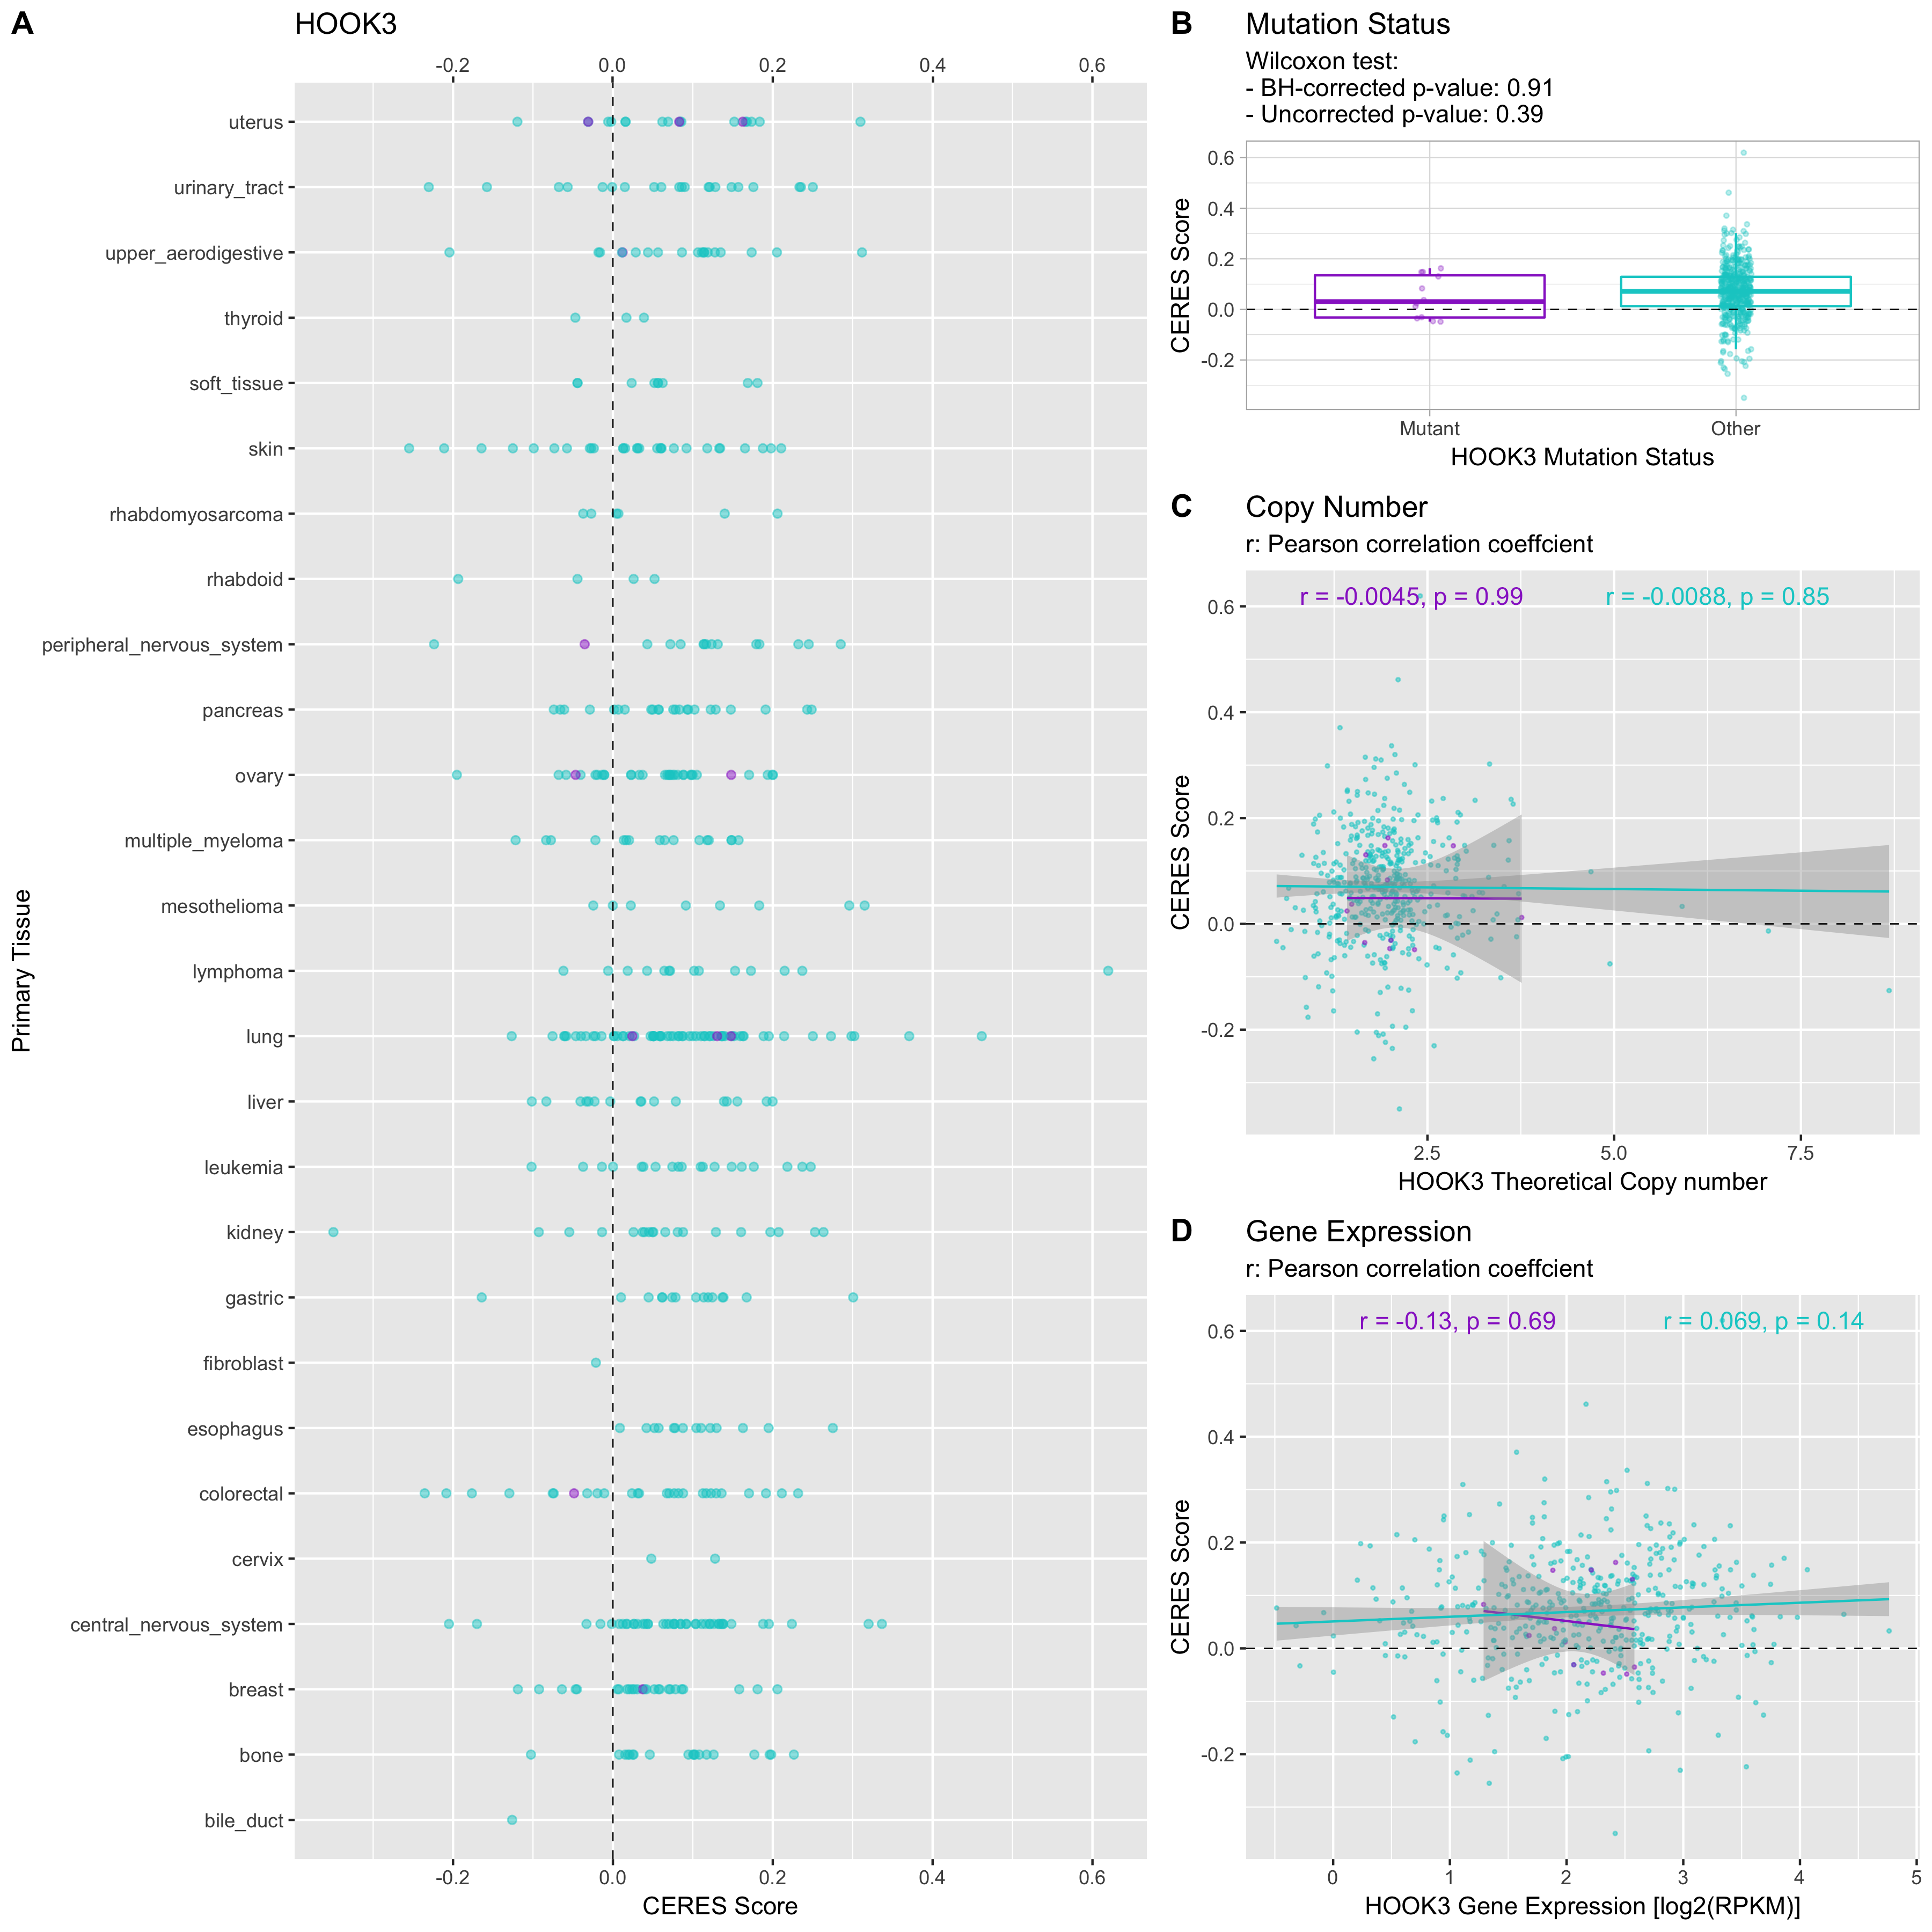 A
HOOK3
-0.2 0.0 0.2 0.4 0.6
Primary Tissue
uterus
urinary_tract
upper_aerodigestive
thyroid
soft_tissue
skin
rhabdomyosarcoma
rhabdoid
peripheral_nervous_system
pancreas
ovary
multiple_myeloma
mesothelioma
lymphoma
lung
liver
leukemia
kidney
gastric
fibroblast
esophagus
colorectal
cervix
central_nervous_system
breast
bone
bile_duct
-0.2 0.0 0.2 0.4 0.6
CERES Score
B
Mutation Status
Wilcoxon test:
- BH-corrected p-value: 0.91
- Uncorrected p-value: 0.39
CERES Score
0.6
0.4
0.2
0.0
-0.2
Mutant Other
HOOK3 Mutation Status
C
Copy Number
r: Pearson correlation coeffcient
r = -0.0045, p = 0.99 r = -0.0088, p = 0.85
CERES Score
0.6
0.4
0.2
0.0
-0.2
2.5 5.0 7.5
HOOK3 Theoretical Copy number
D
Gene Expression
r: Pearson correlation coeffcient
r = -0.13, p = 0.69 r = 0.069, p = 0.14
CERES Score
0.6
0.4
0.2
0.0
-0.2
0 1 2 3 4 5
HOOK3 Gene Expression [log2(RPKM)]